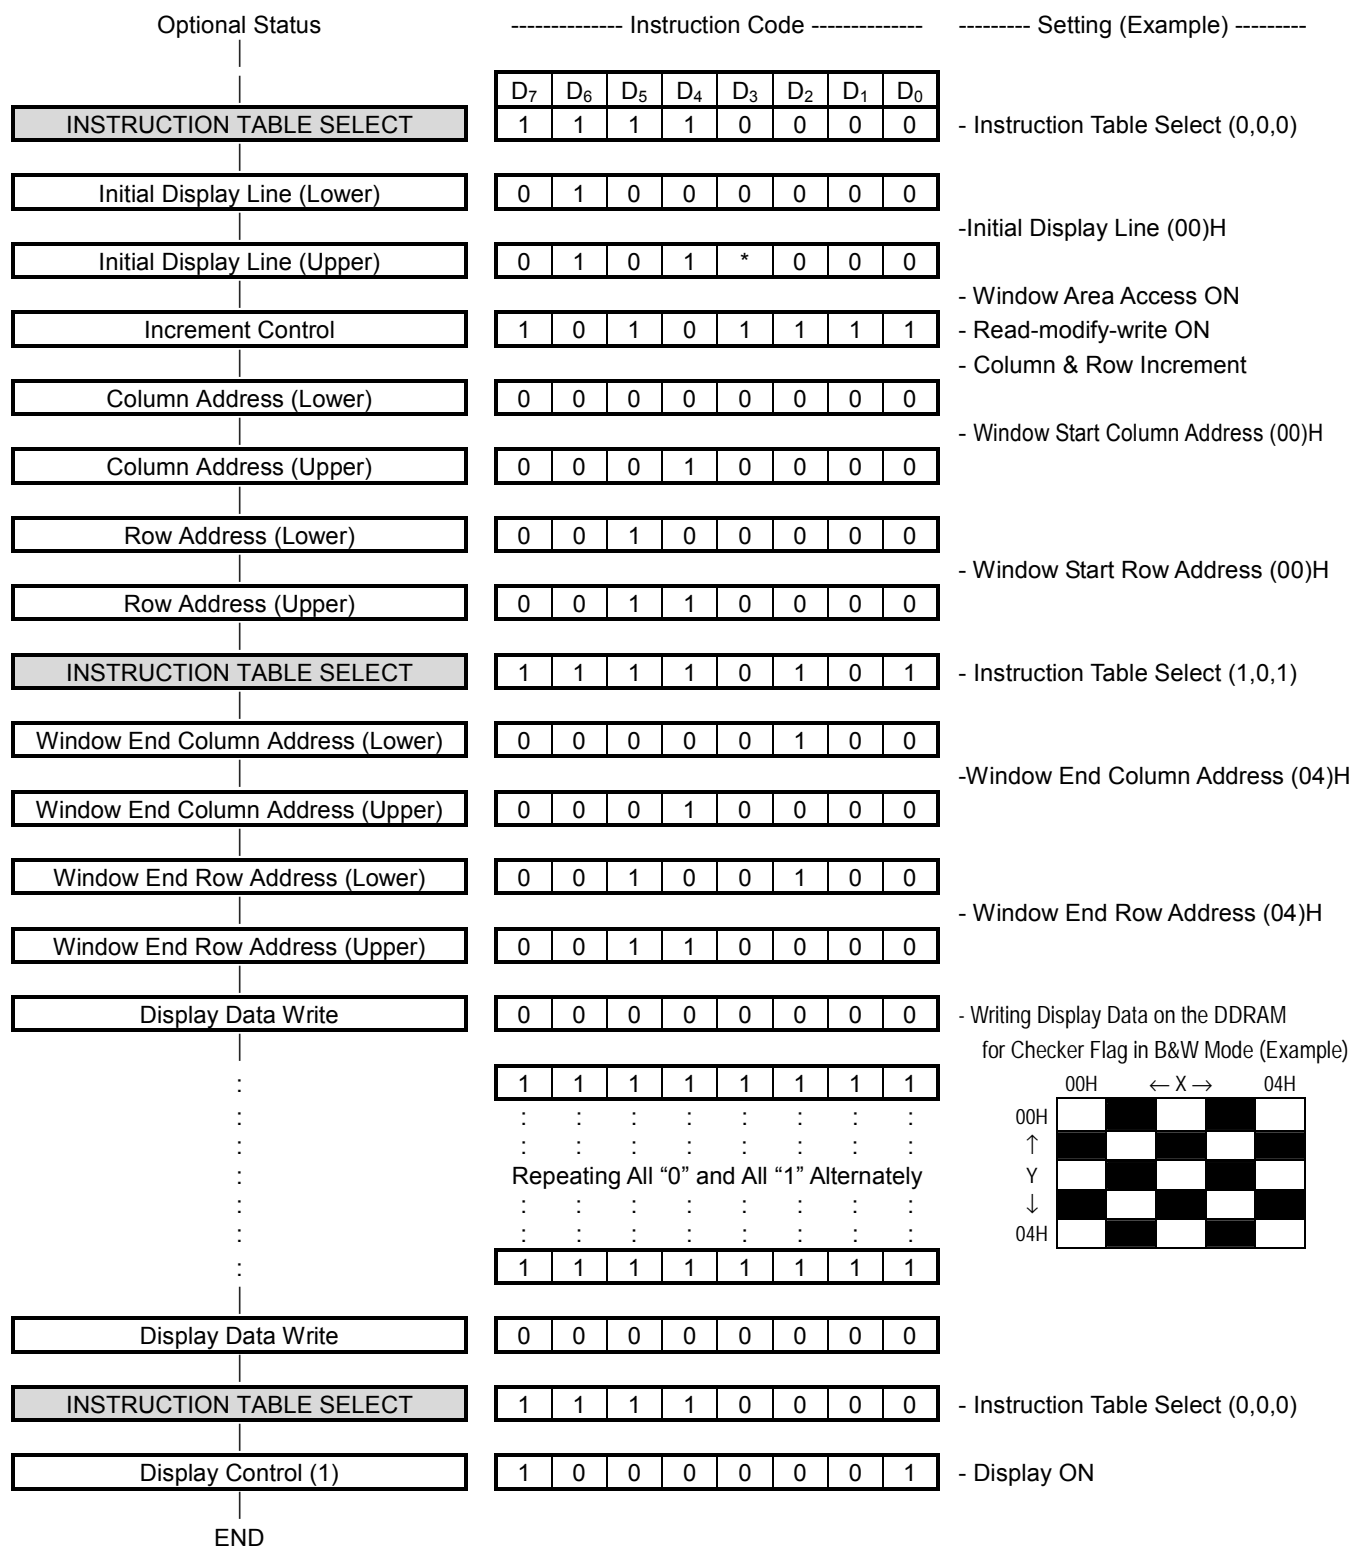 Optional Status -------------- Instruction Code -------------- --------- Setting (Example) ---------
D7 D6 D5 D4 D3 D2 D1 D0
INSTRUCTION TABLE SELECT 1 1 1 1 0 0 0 0 - Instruction Table Select (0,0,0)
Initial Display Line (Lower) 0 1 0 0 0 0 0 0
-Initial Display Line (00)H
Initial Display Line (Upper) 0 1 0 1 * 0 0 0
- Window Area Access ON
Increment Control 1 0 1 0 1 1 1 1 - Read-modify-write ON
- Column & Row Increment
Column Address (Lower) 0 0 0 0 0 0 0 0
- Window Start Column Address (00)H
Column Address (Upper) 0 0 0 1 0 0 0 0
Row Address (Lower) 0 0 1 0 0 0 0 0
- Window Start Row Address (00)H
Row Address (Upper) 0 0 1 1 0 0 0 0
INSTRUCTION TABLE SELECT 1 1 1 1 0 1 0 1 - Instruction Table Select (1,0,1)
Window End Column Address (Lower) 0 0 0 0 0 1 0 0
-Window End Column Address (04)H
Window End Column Address (Upper) 0 0 0 1 0 0 0 0
Window End Row Address (Lower) 0 0 1 0 0 1 0 0
- Window End Row Address (04)H
Window End Row Address (Upper) 0 0 1 1 0 0 0 0
Display Data Write 0 0 0 0 0 0 0 0 - Writing Display Data on the DDRAM
for Checker Flag in B&W Mode (Example)
: 1 1 1 1 1 1 1 1 00H ← X → 04H
: : : : : : : : : 00H
: : : : : : : : : ↑
: Repeating All “0” and All “1” Alternately Y
: : : : : : : : : ↓
: : : : : : : : : 04H
: 1 1 1 1 1 1 1 1
Display Data Write 0 0 0 0 0 0 0 0
INSTRUCTION TABLE SELECT 1 1 1 1 0 0 0 0 - Instruction Table Select (0,0,0)
Display Control (1) 1 0 0 0 0 0 0 1 - Display ON
END